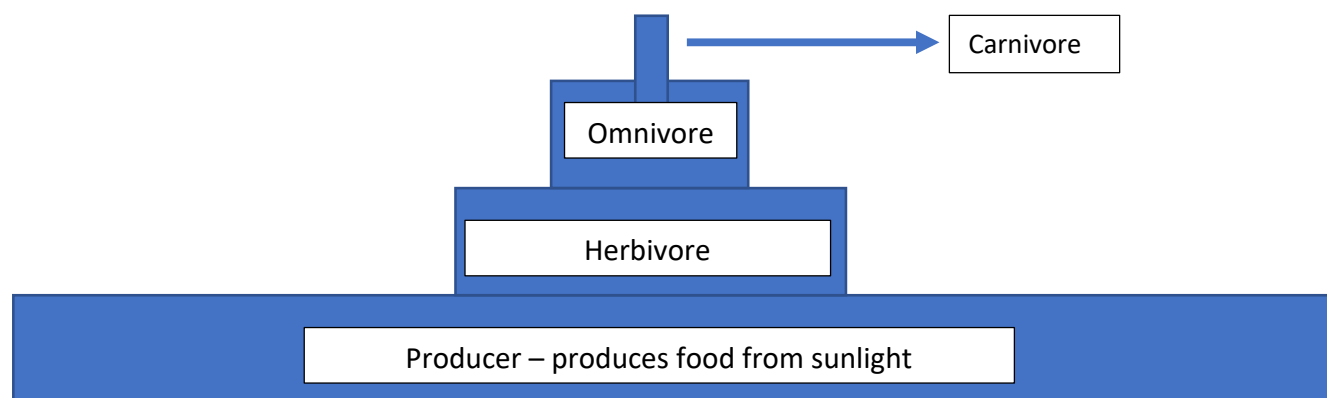 Carnivore
Omnivore
Herbivore
Producer – produces food from sunlight